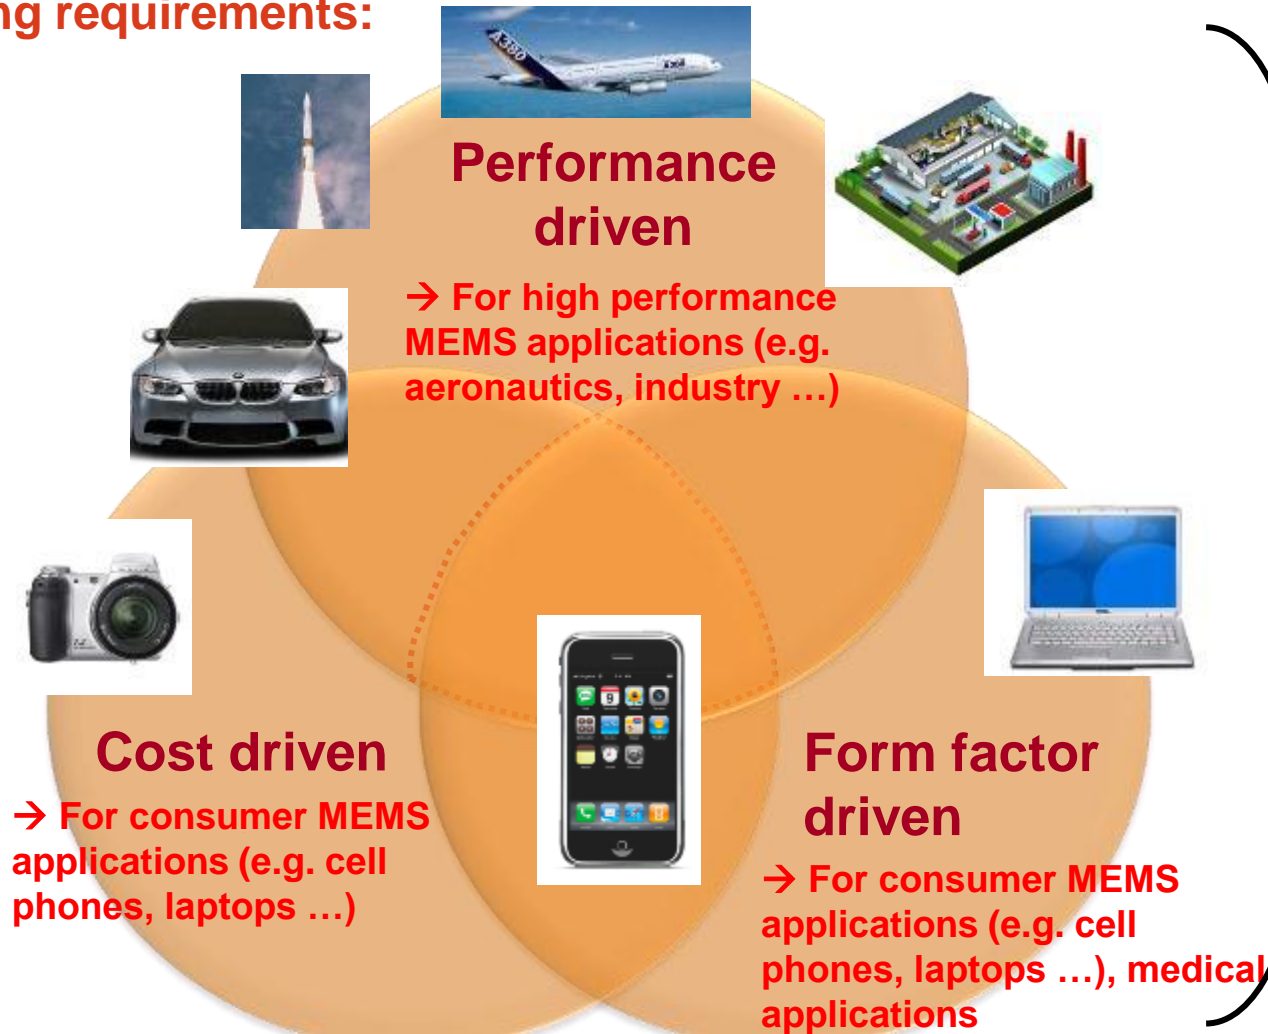 ng requirements:
A380
Performance
driven
→ For high performance
MEMS applications (e.g.
aeronautics, industry …)
Cost driven
→ For consumer MEMS
applications (e.g. cell
phones, laptops …)
Form factor
driven
→ For consumer MEMS
applications (e.g. cell
phones, laptops …), medical
applications